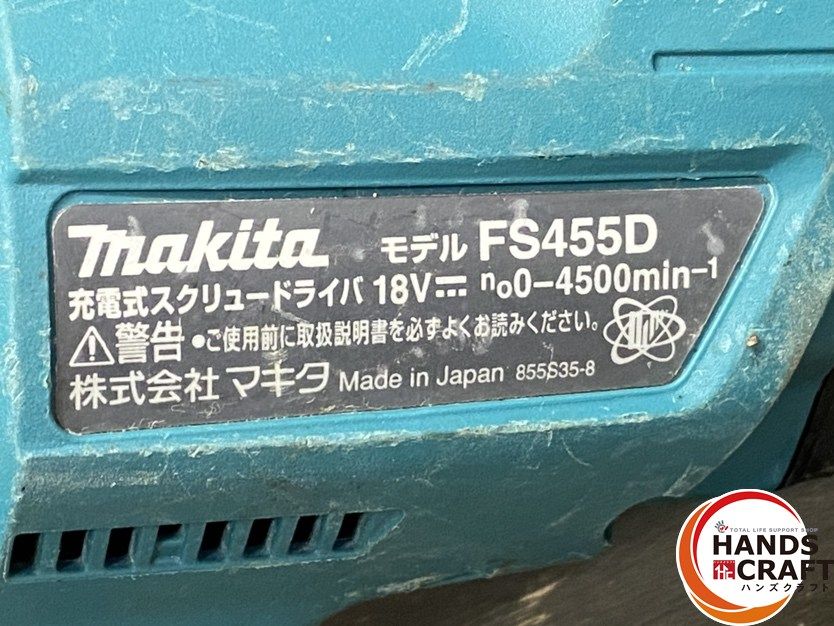 makita モデル FS455D
充電式スクリュードライバ 18V n₀0-4500min⁻¹
警告 •ご使用前に取扱説明書を必ずよくお読みください。
株式会社 マキタ Made in Japan 855S35-8
TOTAL LIFE SUPPORT SHOP
HANDS
CRAFT
ハンズクラフト